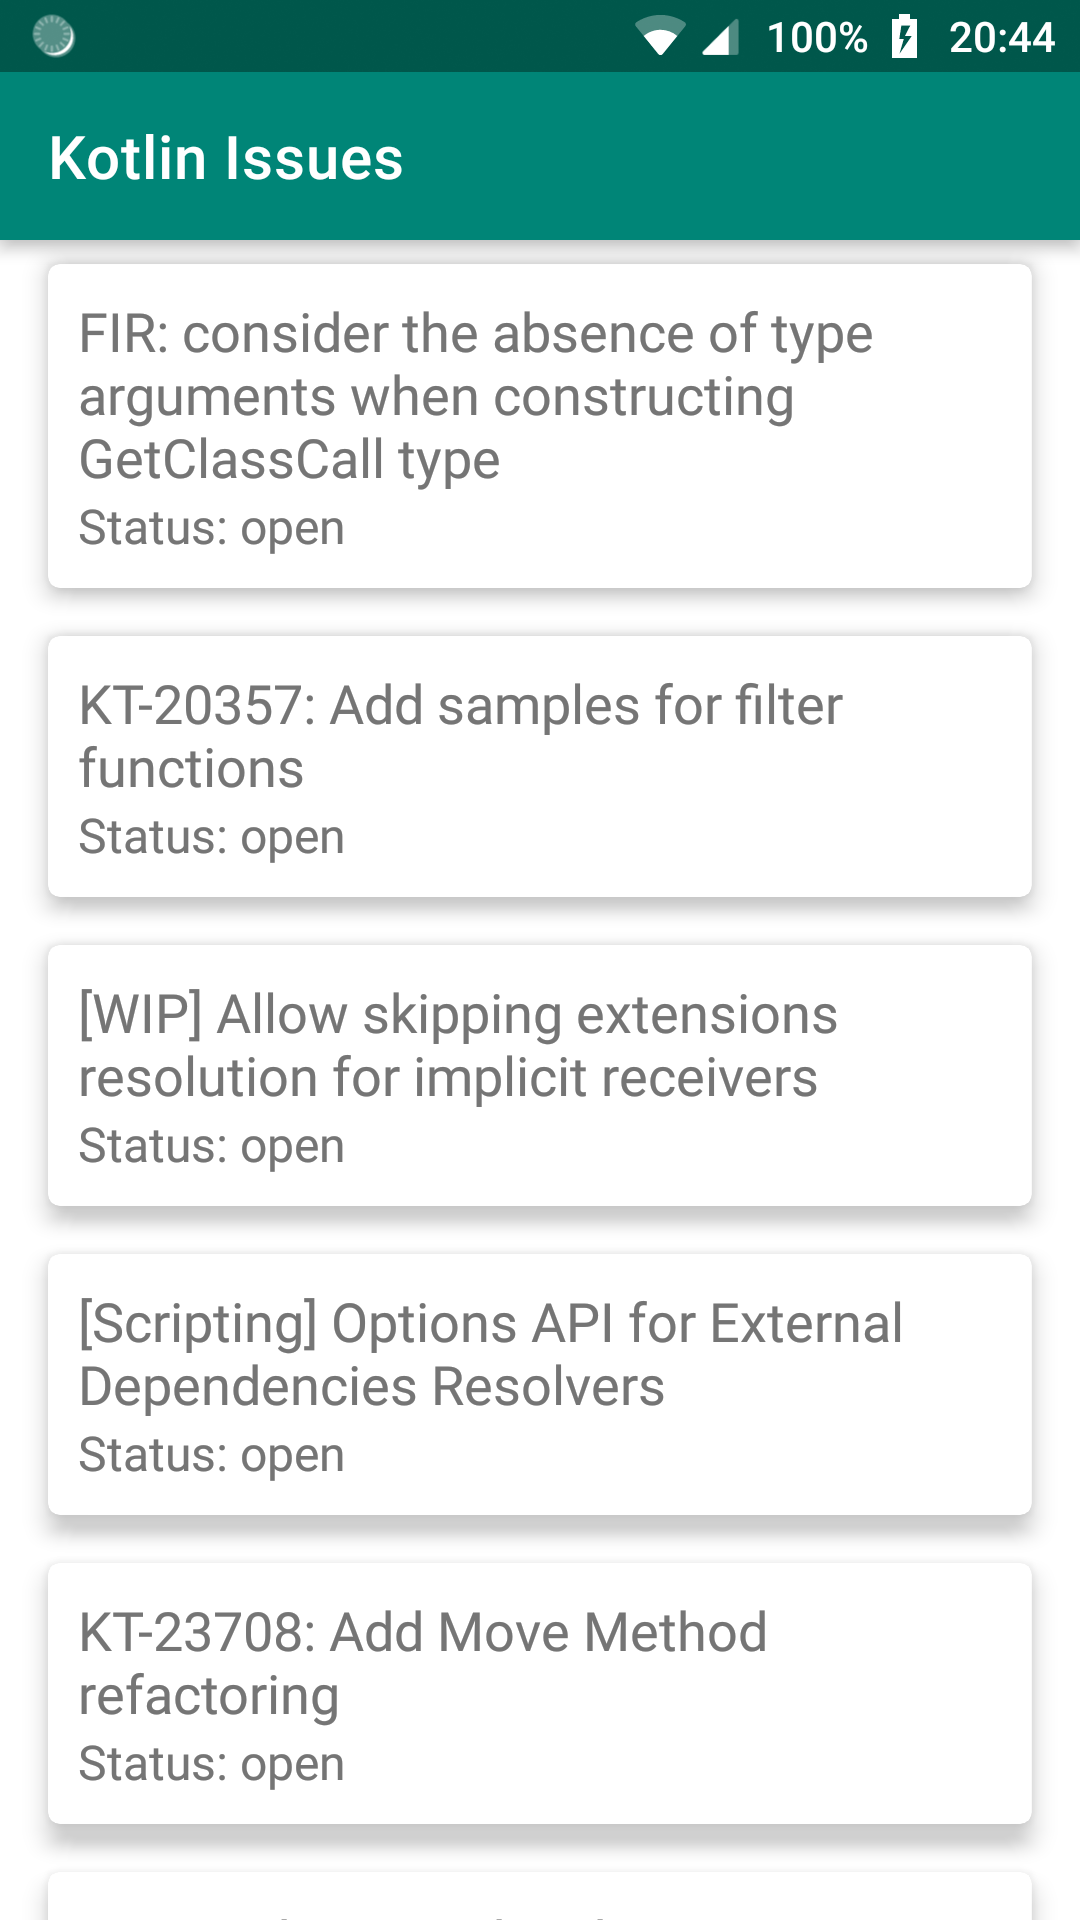 100% 20:44
Kotlin Issues
FIR: consider the absence of type
arguments when constructing
GetClassCall type
Status: open
KT-20357: Add samples for filter
functions
Status: open
[WIP] Allow skipping extensions
resolution for implicit receivers
Status: open
[Scripting] Options API for External
Dependencies Resolvers
Status: open
KT-23708: Add Move Method
refactoring
Status: open